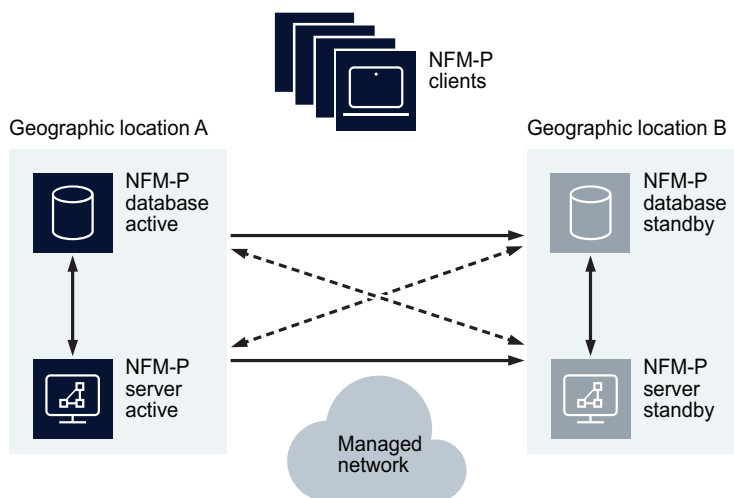 NFM-P
clients
Geographic location A
Geographic location B
NFM-P
database
active
NFM-P
database
standby
NFM-P
server
active
NFM-P
server
standby
Managed
network